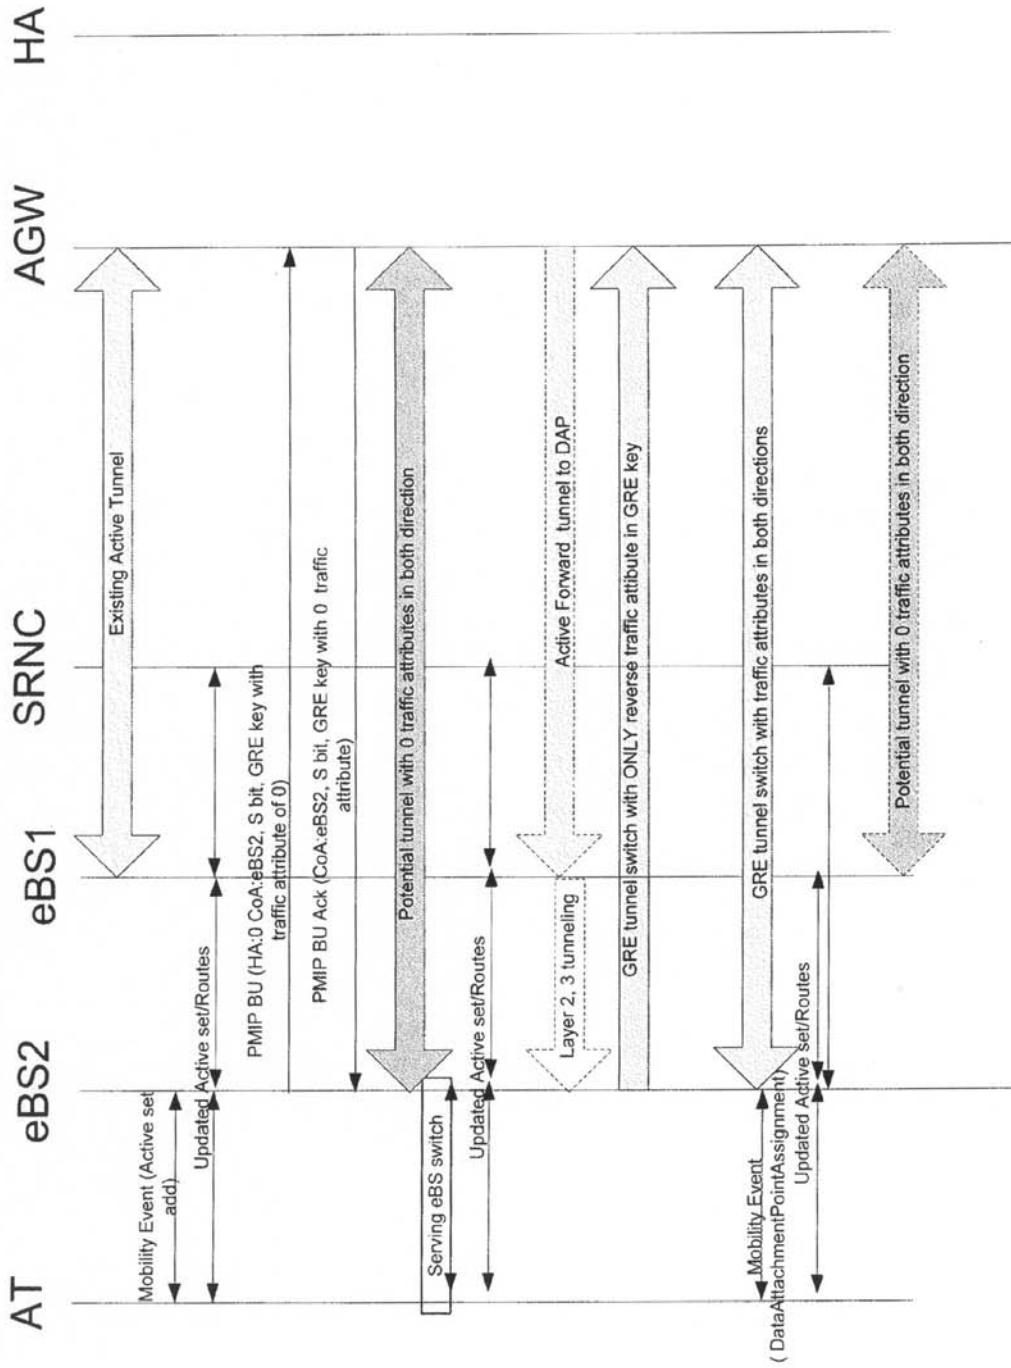 AT
eBS2
eBS1
SRNC
AGW
HA
Existing Active Tunnel
Mobility Event (Active set
add)
Updated Active set/Routes
PMIP BU (HA:0 CoA:eBS2, S bit, GRE key with
traffic attribute of 0)
PMIP BU Ack (CoA:eBS2, S bit, GRE key with 0 traffic
attribute)
Potential tunnel with 0 traffic attributes in both direction
Serving eBS switch
Updated Active set/Routes
Active Forward tunnel to DAP
Layer 2, 3 tunneling
GRE tunnel switch with ONLY reverse traffic attibute in GRE key
GRE tunnel switch with traffic attributes in both directions
Mobility Event
( DataAttachmentPointAssignment)
Updated Active set/Routes
Potential tunnel with 0 traffic attributes in both direction